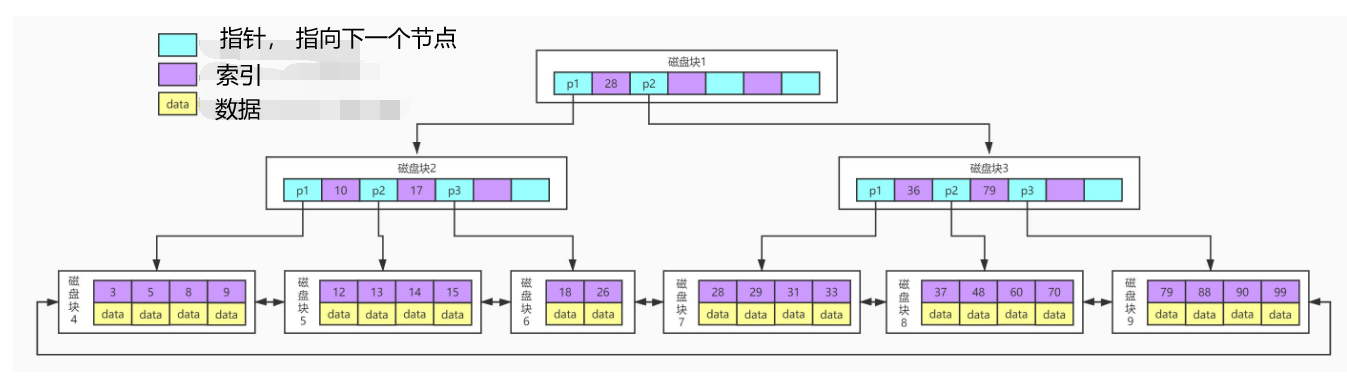 指针， 指向下一个节点
索引
data 数据
磁盘块1
p1 28 p2
磁盘块2
p1 10 p2 17 p3
磁盘块3
p1 36 p2 79 p3
磁盘块4
3 5 8 9
data data data data
磁盘块5
12 13 14 15
data data data data
磁盘块6
18 26
data data
磁盘块7
28 29 31 33
data data data data
磁盘块8
37 48 60 70
data data data data
磁盘块9
79 88 90 99
data data data data